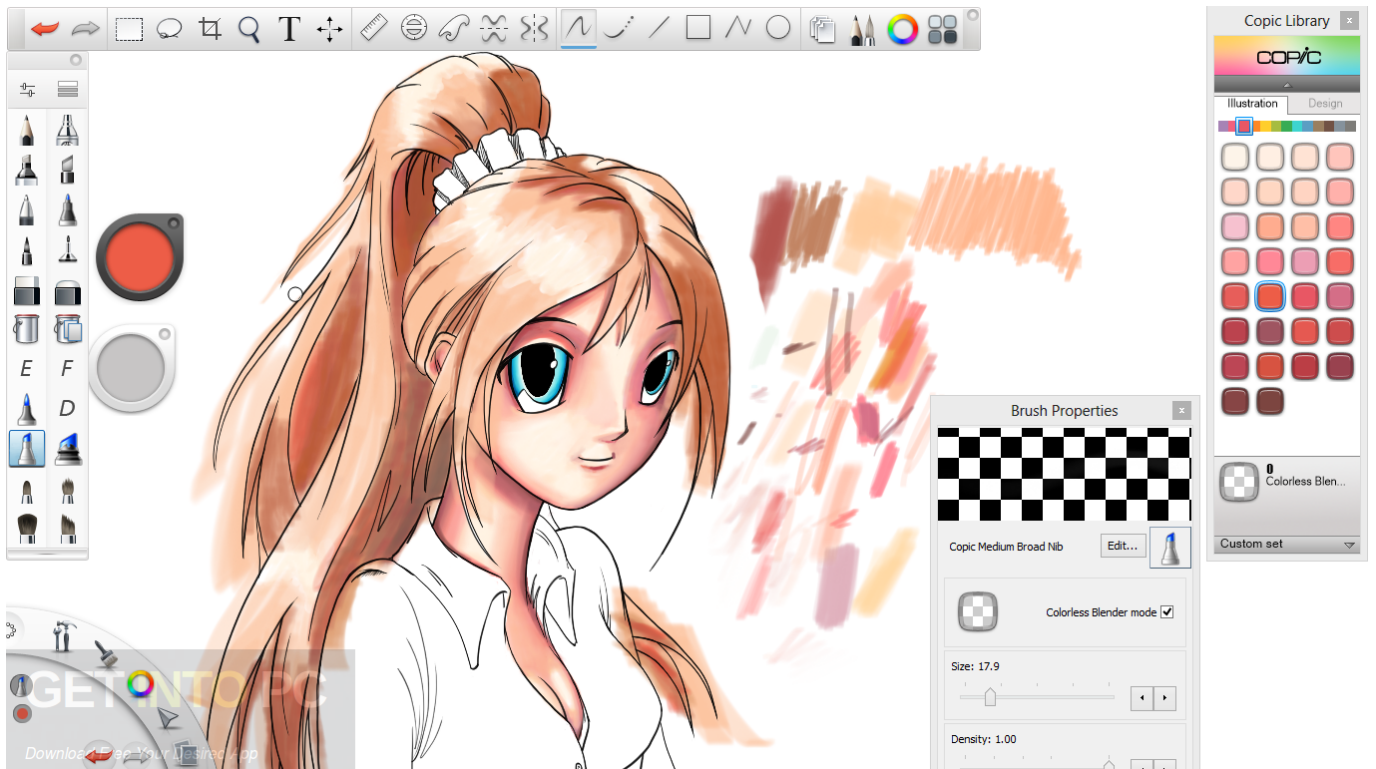 T
Copic Library
x
COPIC
Illustration
Design
E
F
D
0
Colorless Blen...
Custom set
Brush Properties
x
Copic Medium Broad Nib
Edit...
Colorless Blender mode
Size: 17.9
Density: 1.00
GET INTO PC
Download Free Your Desired App